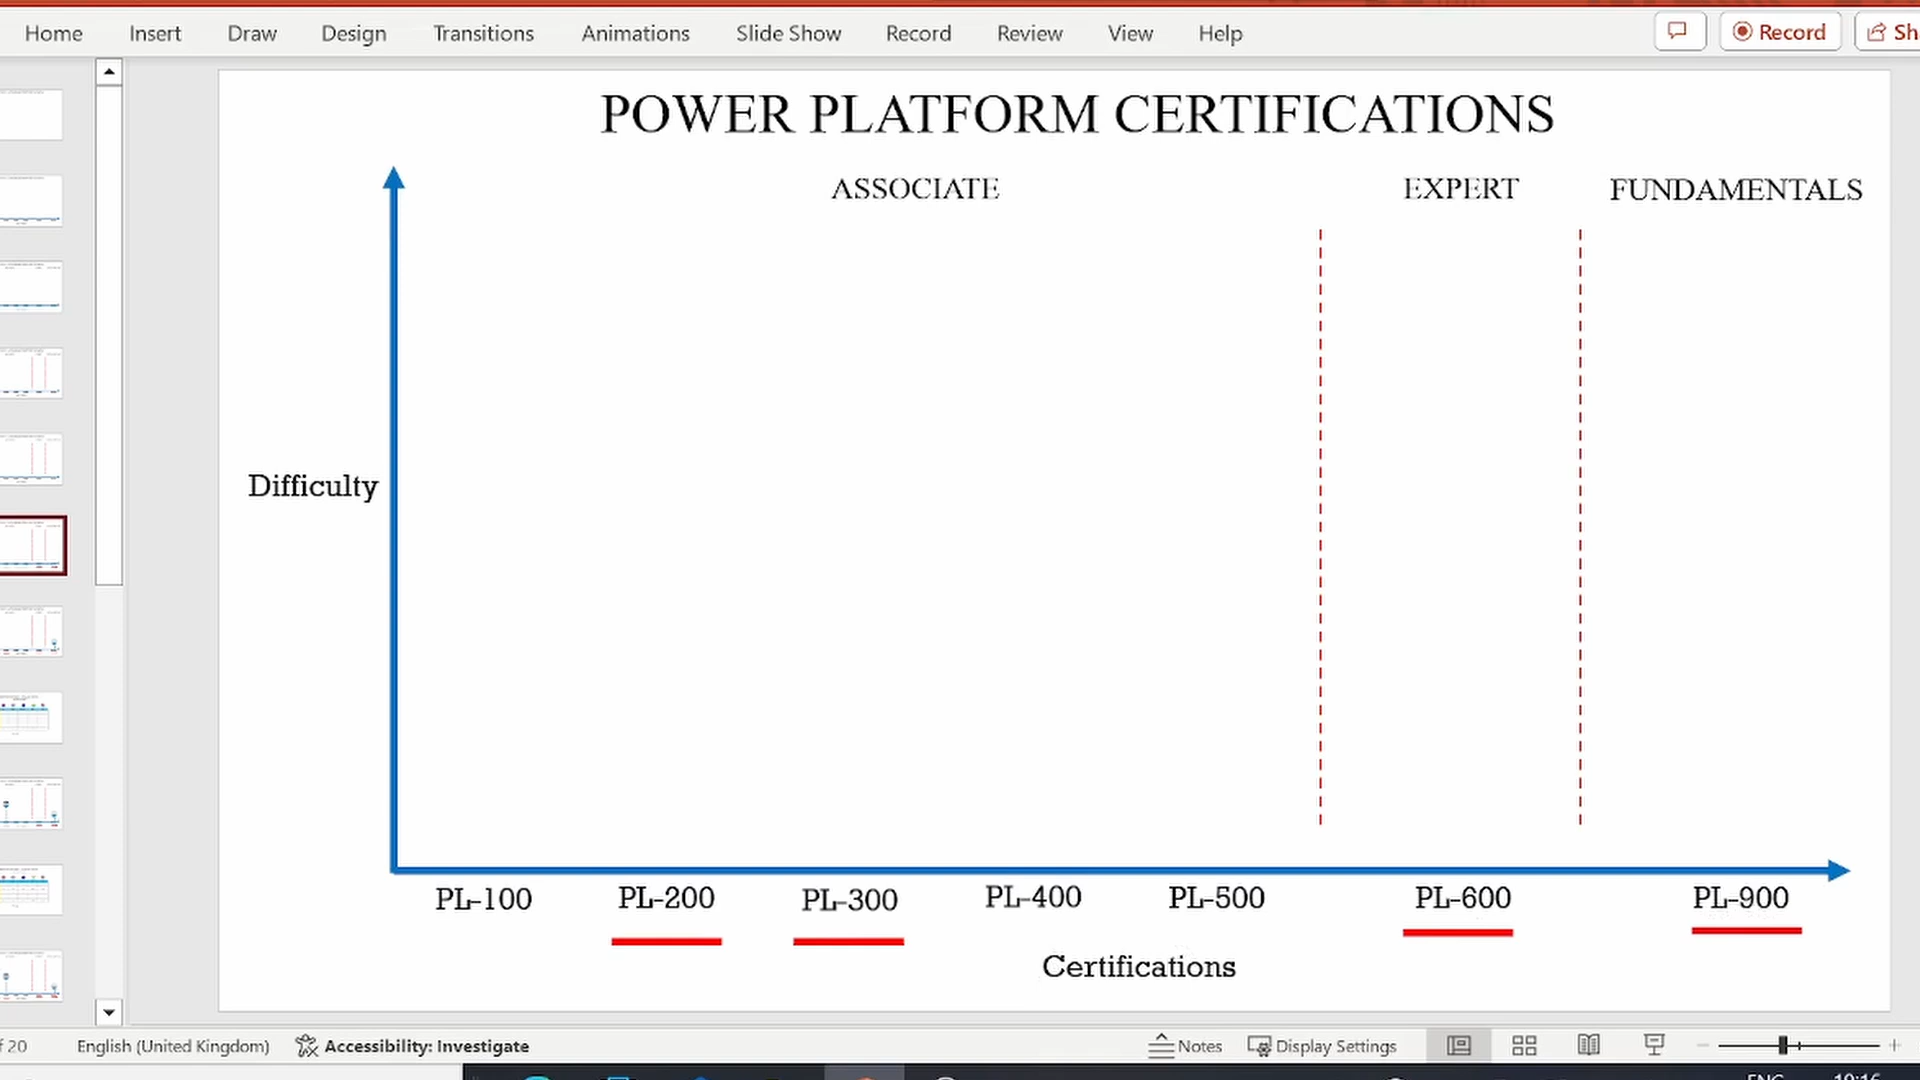 Home Insert Draw Design Transitions Animations Slide Show Record Review View Help Record
POWER PLATFORM CERTIFICATIONS
ASSOCIATE EXPERT FUNDAMENTALS
Difficulty
PL-100 PL-200 PL-300 PL-400 PL-500 PL-600 PL-900
Certifications
20 English (United Kingdom) Accessibility: Investigate Notes Display Settings